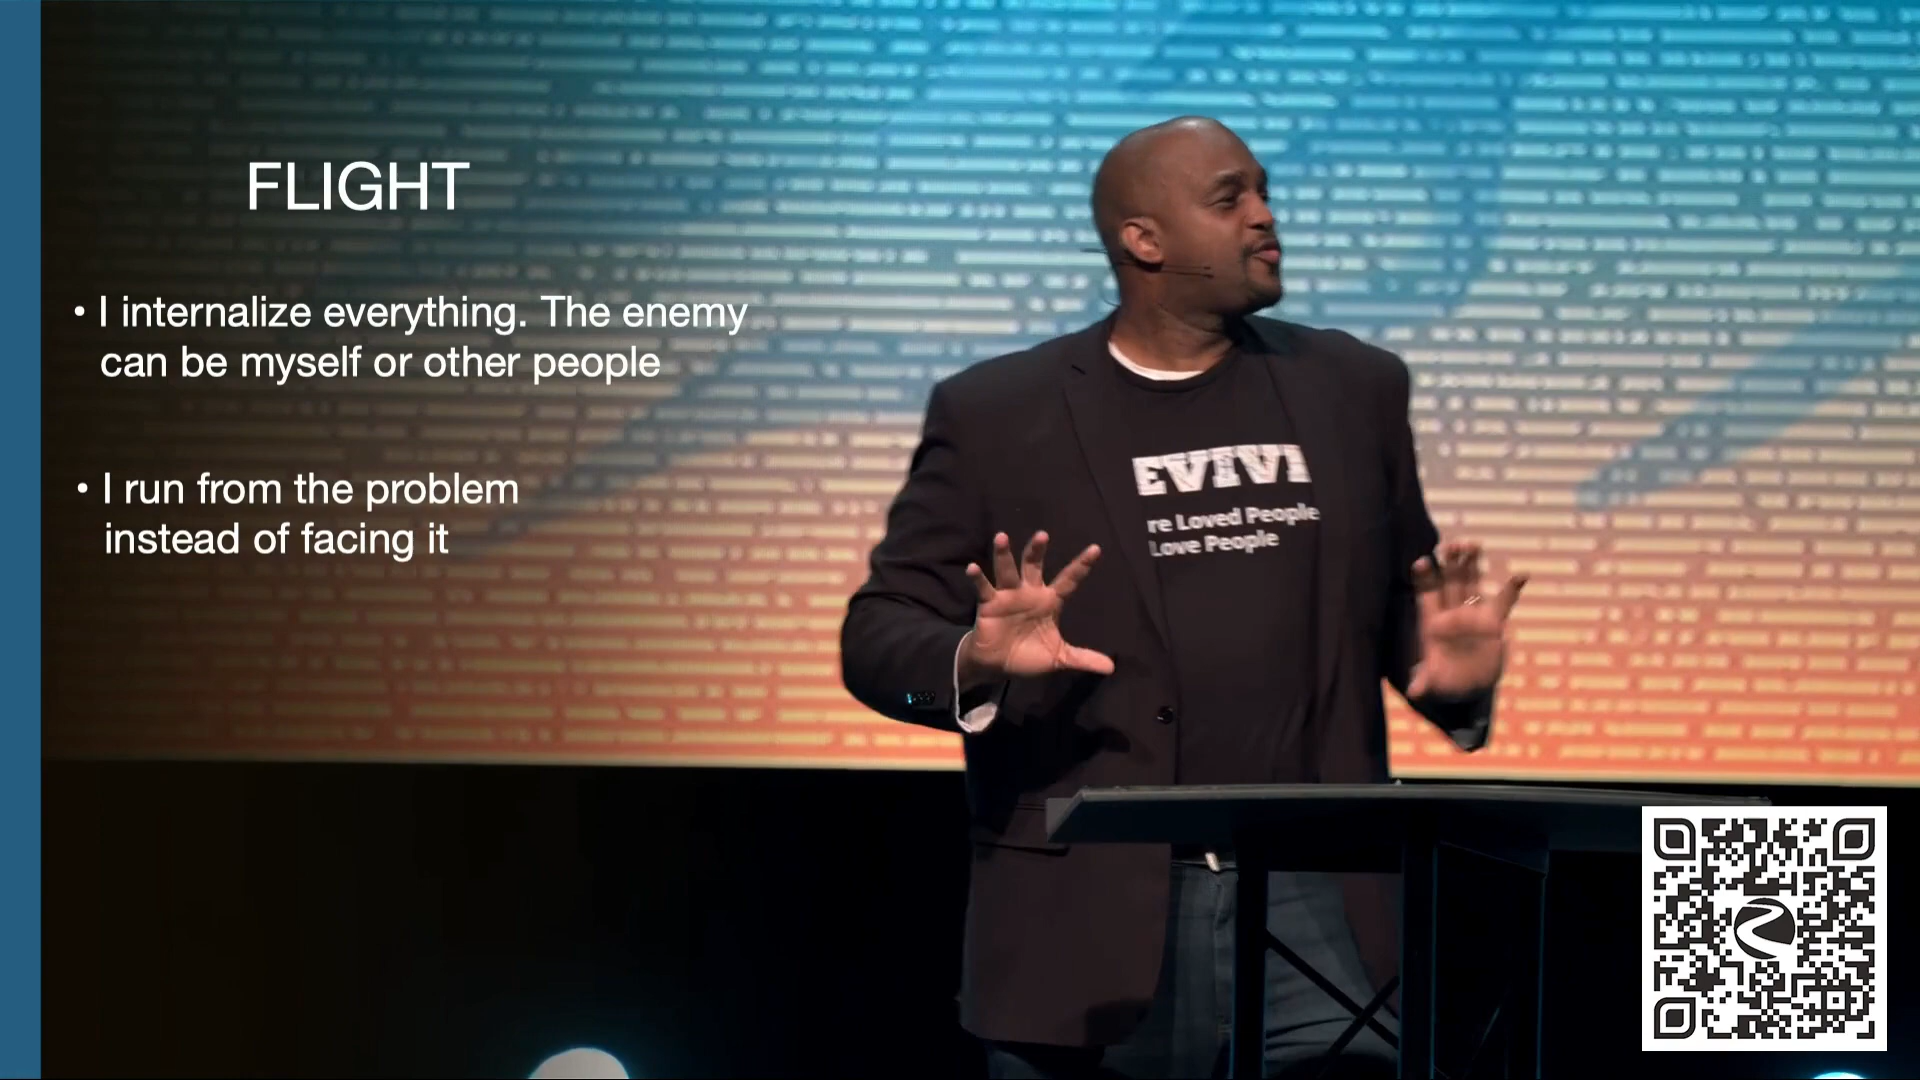 FLIGHT
• I internalize everything. The enemy
can be myself or other people
• I run from the problem
instead of facing it
EVIVI
re Loved People
Love People